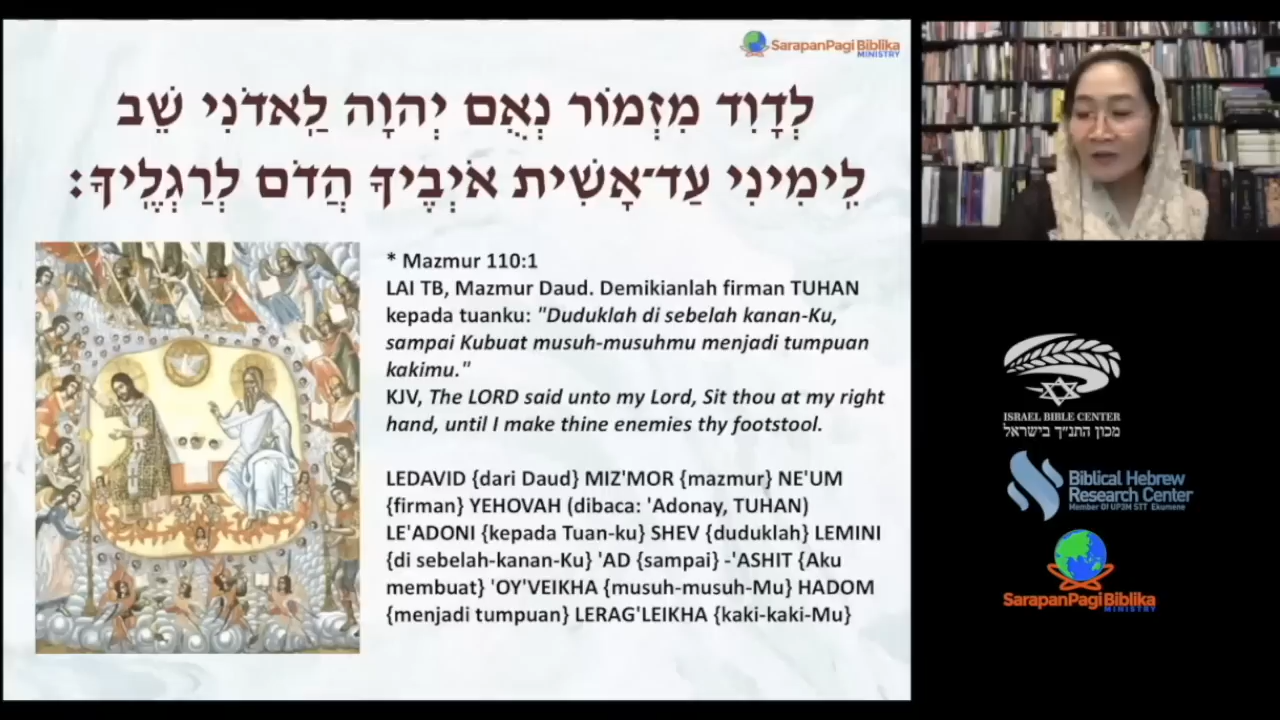 SarapanPagi Biblika
MINISTRY
לְדָוִד מִזְמוֹר נְאֻם יְהוָה לַֽאדֹנִי שֵׁב
לִֽימִינִי עַד־אָשִׁית אֹיְבֶיךָ הֲדֹם לְרַגְלֶֽיךָ׃
* Mazmur 110:1
LAI TB, Mazmur Daud. Demikianlah firman TUHAN
kepada tuanku: "Duduklah di sebelah kanan-Ku,
sampai Kubuat musuh-musuhmu menjadi tumpuan
kakimu."
KJV, The LORD said unto my Lord, Sit thou at my right
hand, until I make thine enemies thy footstool.
LEDAVID {dari Daud} MIZ'MOR {mazmur} NE'UM
{firman} YEHOVAH (dibaca: 'Adonay, TUHAN)
LE'ADONI {kepada Tuan-ku} SHEV {duduklah} LEMINI
{di sebelah-kanan-Ku} 'AD {sampai} -'ASHIT {Aku
membuat} 'OY'VEIKHA {musuh-musuh-Mu} HADOM
{menjadi tumpuan} LERAG'LEIKHA {kaki-kaki-Mu}
ISRAEL BIBLE CENTER
מכון התנ״ך בישראל
Biblical Hebrew
Research Center
Member Of UP3M STT Ekumene
SarapanPagi Biblika
MINISTRY